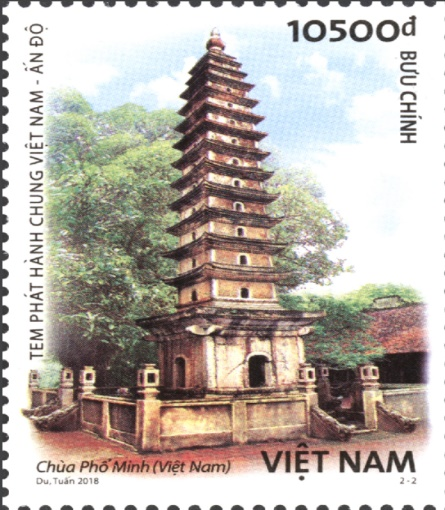 10500đ
BƯU CHÍNH
TEM PHÁT HÀNH CHUNG VIỆT NAM - ẤN ĐỘ
Chùa Phổ Minh (Việt Nam)
Du, Tuấn 2018
VIỆT NAM
2 - 2